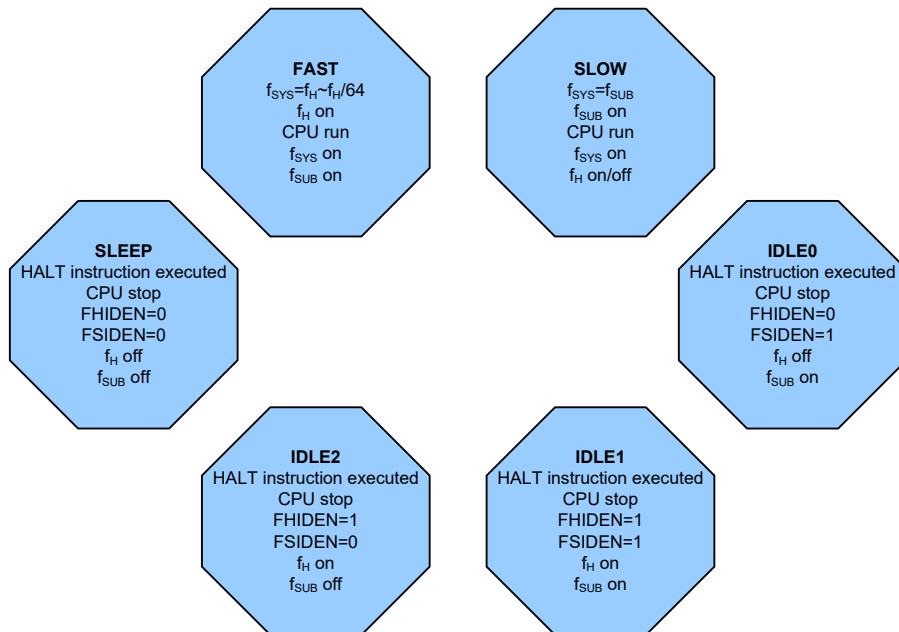 FAST
fSYS=fH~fH/64
fH on
CPU run
fSYS on
fSUB on
SLOW
fSYS=fSUB
fSUB on
CPU run
fSYS on
fH on/off
SLEEP
HALT instruction executed
CPU stop
FHIDEN=0
FSIDEN=0
fH off
fSUB off
IDLE0
HALT instruction executed
CPU stop
FHIDEN=0
FSIDEN=1
fH off
fSUB on
IDLE2
HALT instruction executed
CPU stop
FHIDEN=1
FSIDEN=0
fH on
fSUB off
IDLE1
HALT instruction executed
CPU stop
FHIDEN=1
FSIDEN=1
fH on
fSUB on